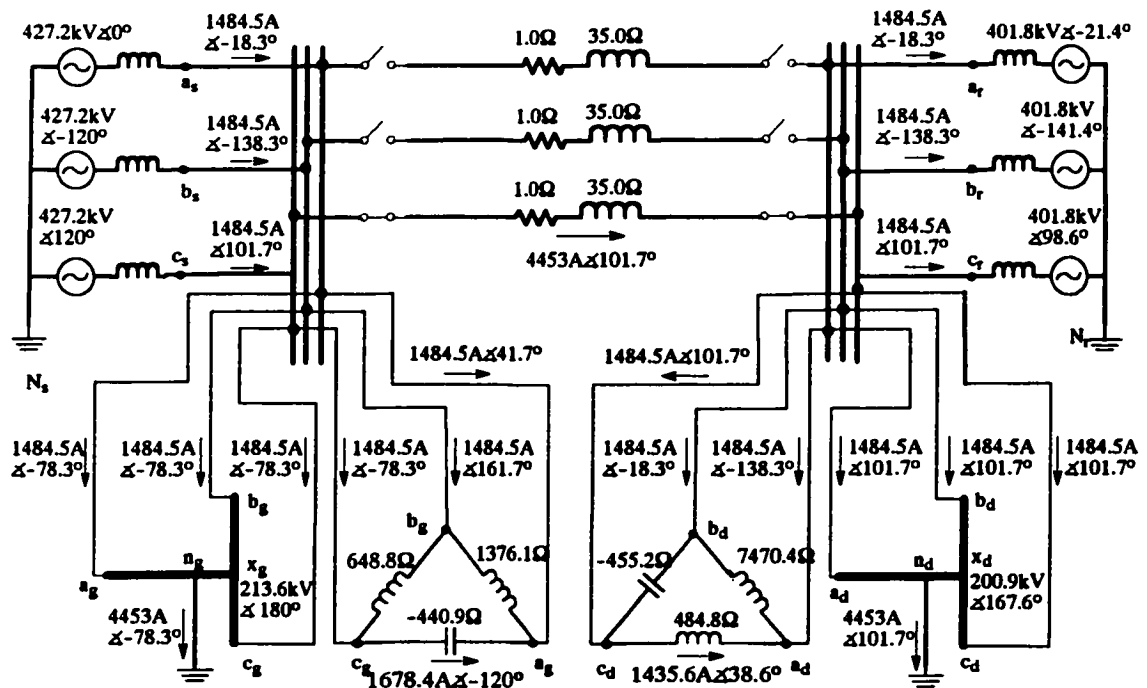 427.2kV∡0°
1484.5A
∡-18.3°
a_s
1.0Ω
35.0Ω
1484.5A
∡-18.3°
401.8kV∡-21.4°
a_r
427.2kV
∡-120°
1484.5A
∡-138.3°
b_s
1.0Ω
35.0Ω
1484.5A
∡-138.3°
401.8kV
∡-141.4°
b_r
427.2kV
∡120°
1484.5A
∡101.7°
c_s
1.0Ω
35.0Ω
4453A∡101.7°
1484.5A
∡101.7°
401.8kV
∡98.6°
c_r
N_s
N_r
1484.5A∡41.7°
1484.5A∡101.7°
1484.5A
∡-78.3°
1484.5A
∡-78.3°
1484.5A
∡-78.3°
1484.5A
∡-78.3°
1484.5A
∡161.7°
1484.5A
∡-18.3°
1484.5A
∡-138.3°
1484.5A
∡101.7°
1484.5A
∡101.7°
1484.5A
∡101.7°
b_g
n_g
x_g
a_g
213.6kV
∡180°
4453A
∡-78.3°
c_g
b_g
648.8Ω
1376.1Ω
-440.9Ω
c_g
a_g
1678.4A∡-120°
b_d
-455.2Ω
7470.4Ω
484.8Ω
c_d
a_d
1435.6A∡38.6°
b_d
n_d
x_d
a_d
200.9kV
∡167.6°
4453A
∡101.7°
c_d